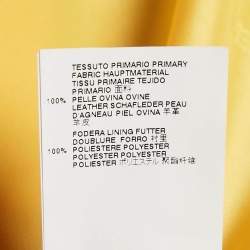 TESSUTO PRIMARIO PRIMARY
FABRIC HAUPTMATERIAL
TISSU PRIMAIRE TEJIDO
PRIMARIO 面料
100% PELLE OVINA OVINE
LEATHER SCHAFLEDER PEAU
D'AGNEAU PIEL OVINA 羊革
羊皮
FODERA LINING FUTTER
DOUBLURE FORRO 衬里
100% POLIESTERE POLYESTER
POLYESTER POLYESTER
POLIESTER ポリエステル 聚酯纤维